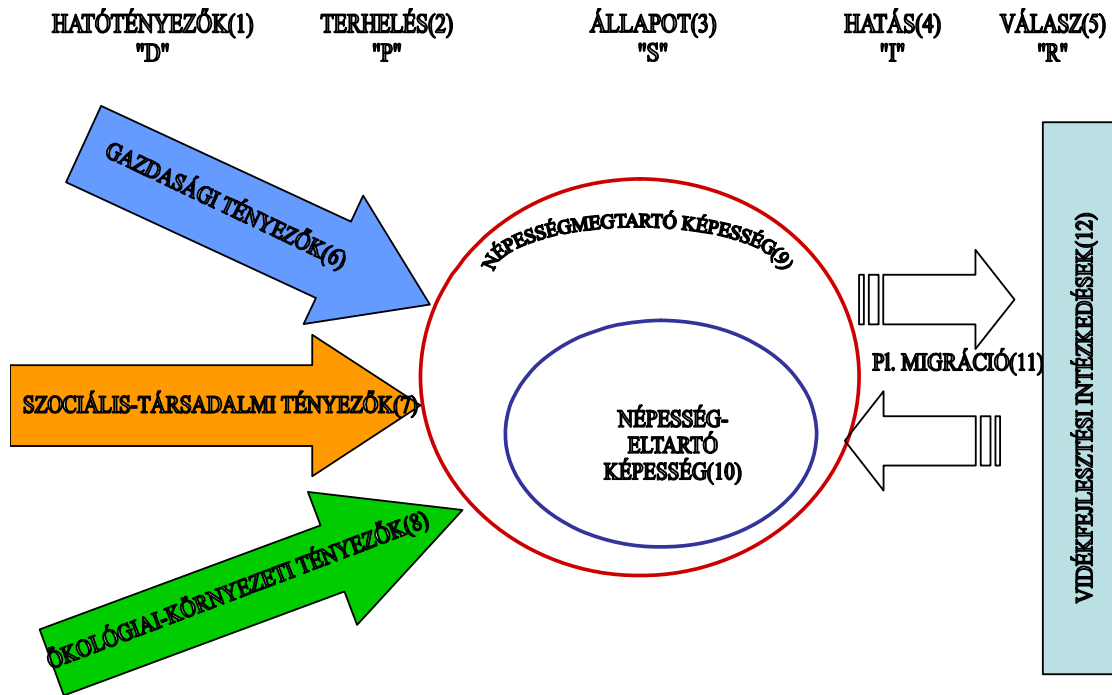 HATÓTÉNYEZŐK(1)
"D"
TERHELÉS(2)
"P"
ÁLLAPOT(3)
"S"
HATÁS(4)
"I"
VÁLASZ(5)
"R"
GAZDASÁGI TÉNYEZŐK(6)
SZOCIÁLIS-TÁRSADALMI TÉNYEZŐK(7)
ÖKOLÓGIAI-KÖRNYEZETI TÉNYEZŐK(8)
NÉPESSÉGMEGTARTÓ KÉPESSÉG(9)
NÉPESSÉG-
ELTARTÓ
KÉPESSÉG(10)
Pl. MIGRÁCIÓ(11)
VIDÉKFEJLESZTÉSI INTÉZKEDÉSEK(12)